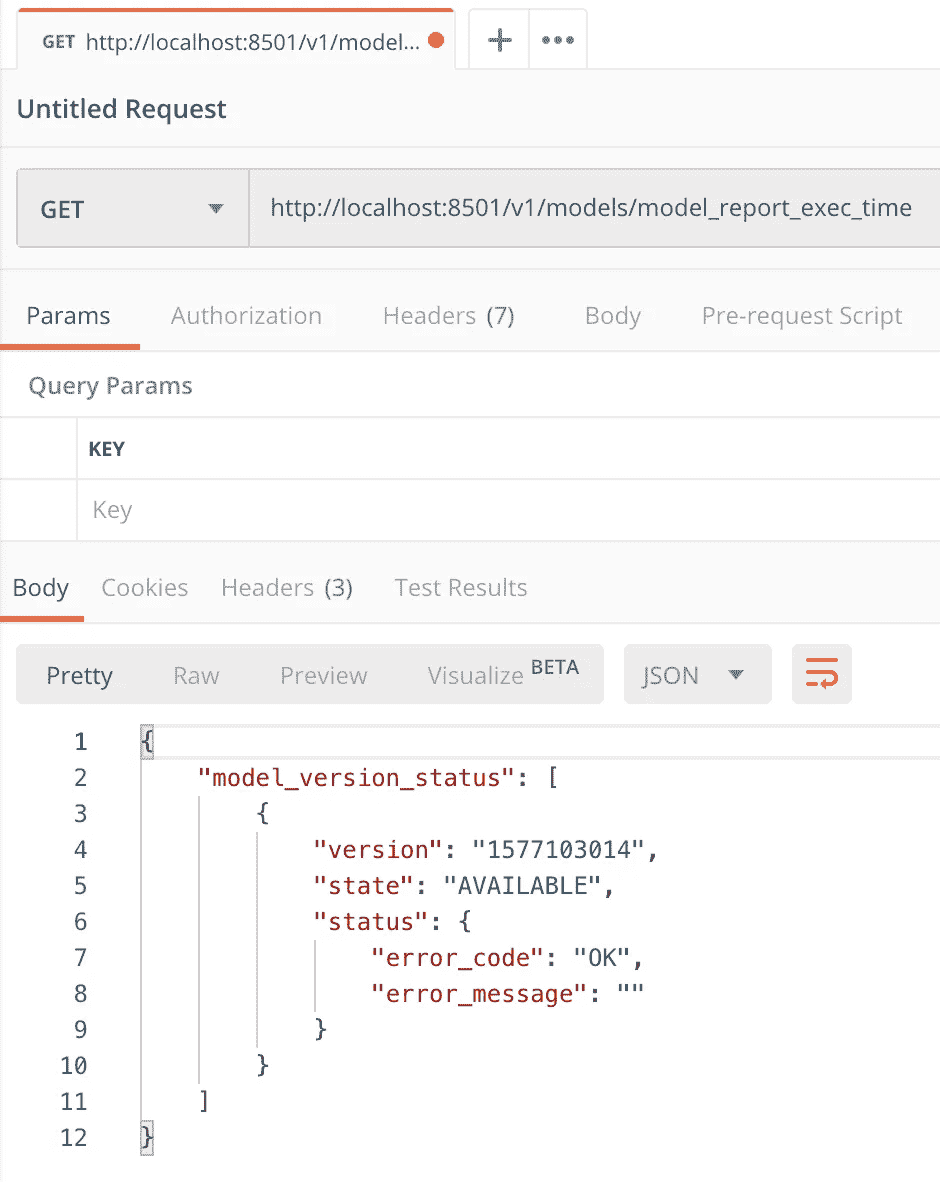 GET http://localhost:8501/v1/model...
Untitled Request
GET http://localhost:8501/v1/models/model_report_exec_time
Params Authorization Headers (7) Body Pre-request Script
Query Params
KEY
Key
Body Cookies Headers (3) Test Results
Pretty Raw Preview Visualize BETA JSON
1 {
2 "model_version_status": [
3 {
4 "version": "1577103014",
5 "state": "AVAILABLE",
6 "status": {
7 "error_code": "OK",
8 "error_message": ""
9 }
10 }
11 ]
12 }